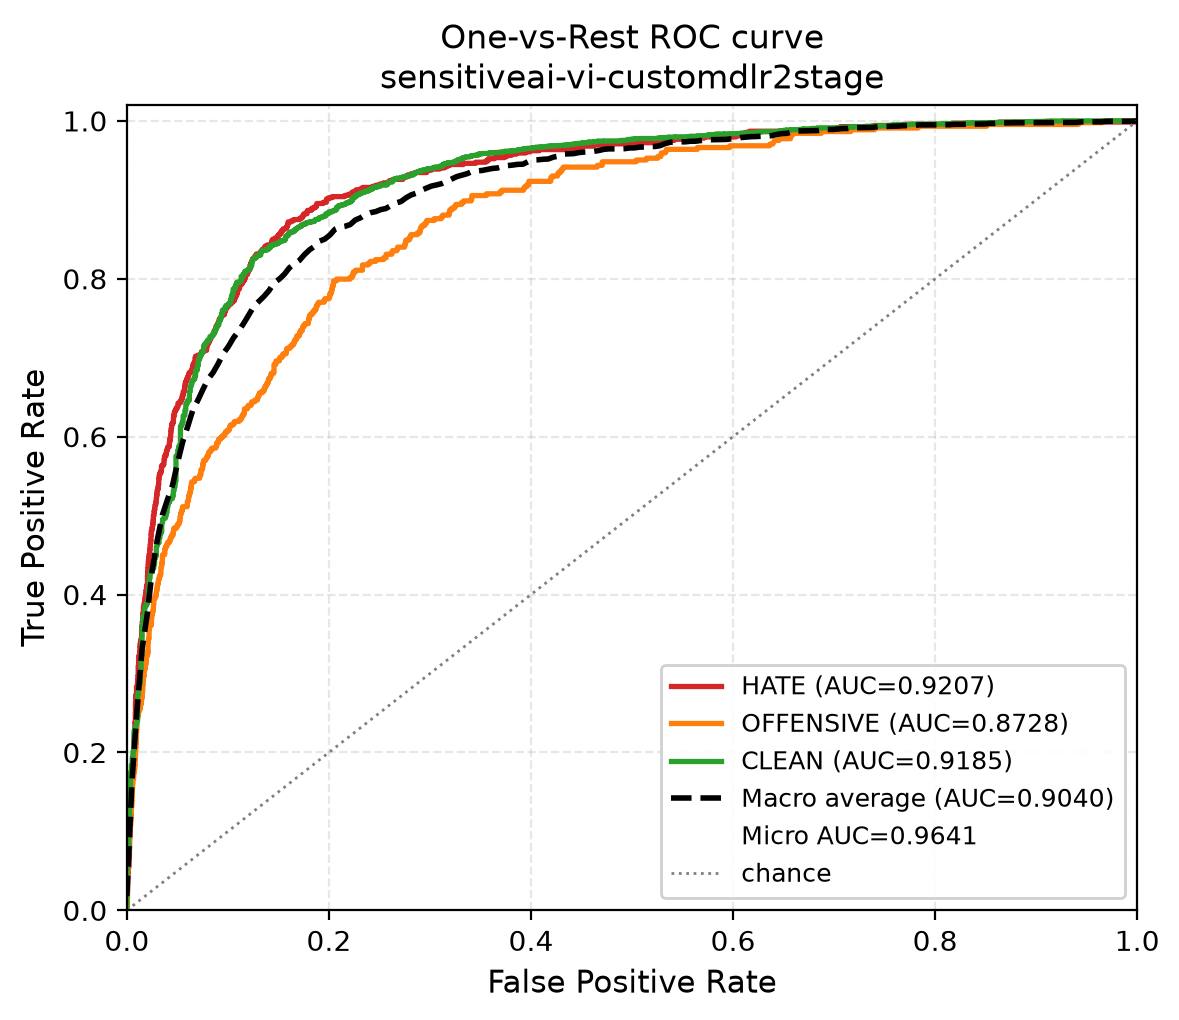 One-vs-Rest ROC curve
sensitiveai-vi-customdlr2stage
True Positive Rate
1.0
0.8
0.6
0.4
0.2
0.0
0.0 0.2 0.4 0.6 0.8 1.0
False Positive Rate
HATE (AUC=0.9207)
OFFENSIVE (AUC=0.8728)
CLEAN (AUC=0.9185)
Macro average (AUC=0.9040)
Micro AUC=0.9641
chance